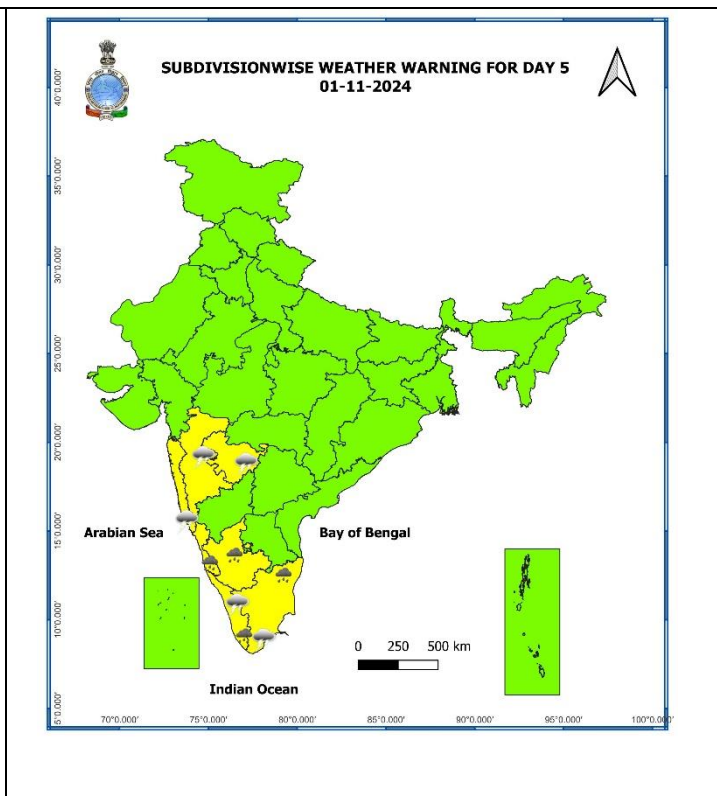 SUBDIVISIONWISE WEATHER WARNING FOR DAY 5
01-11-2024
40°0.000'
35°0.000'
30°0.000'
25°0.000'
20°0.000'
15°0.000'
10°0.000'
5°0.000'
Arabian Sea
Bay of Bengal
0 250 500 km
Indian Ocean
70°0.000' 75°0.000' 80°0.000' 85°0.000' 90°0.000' 95°0.000' 100°0.000'